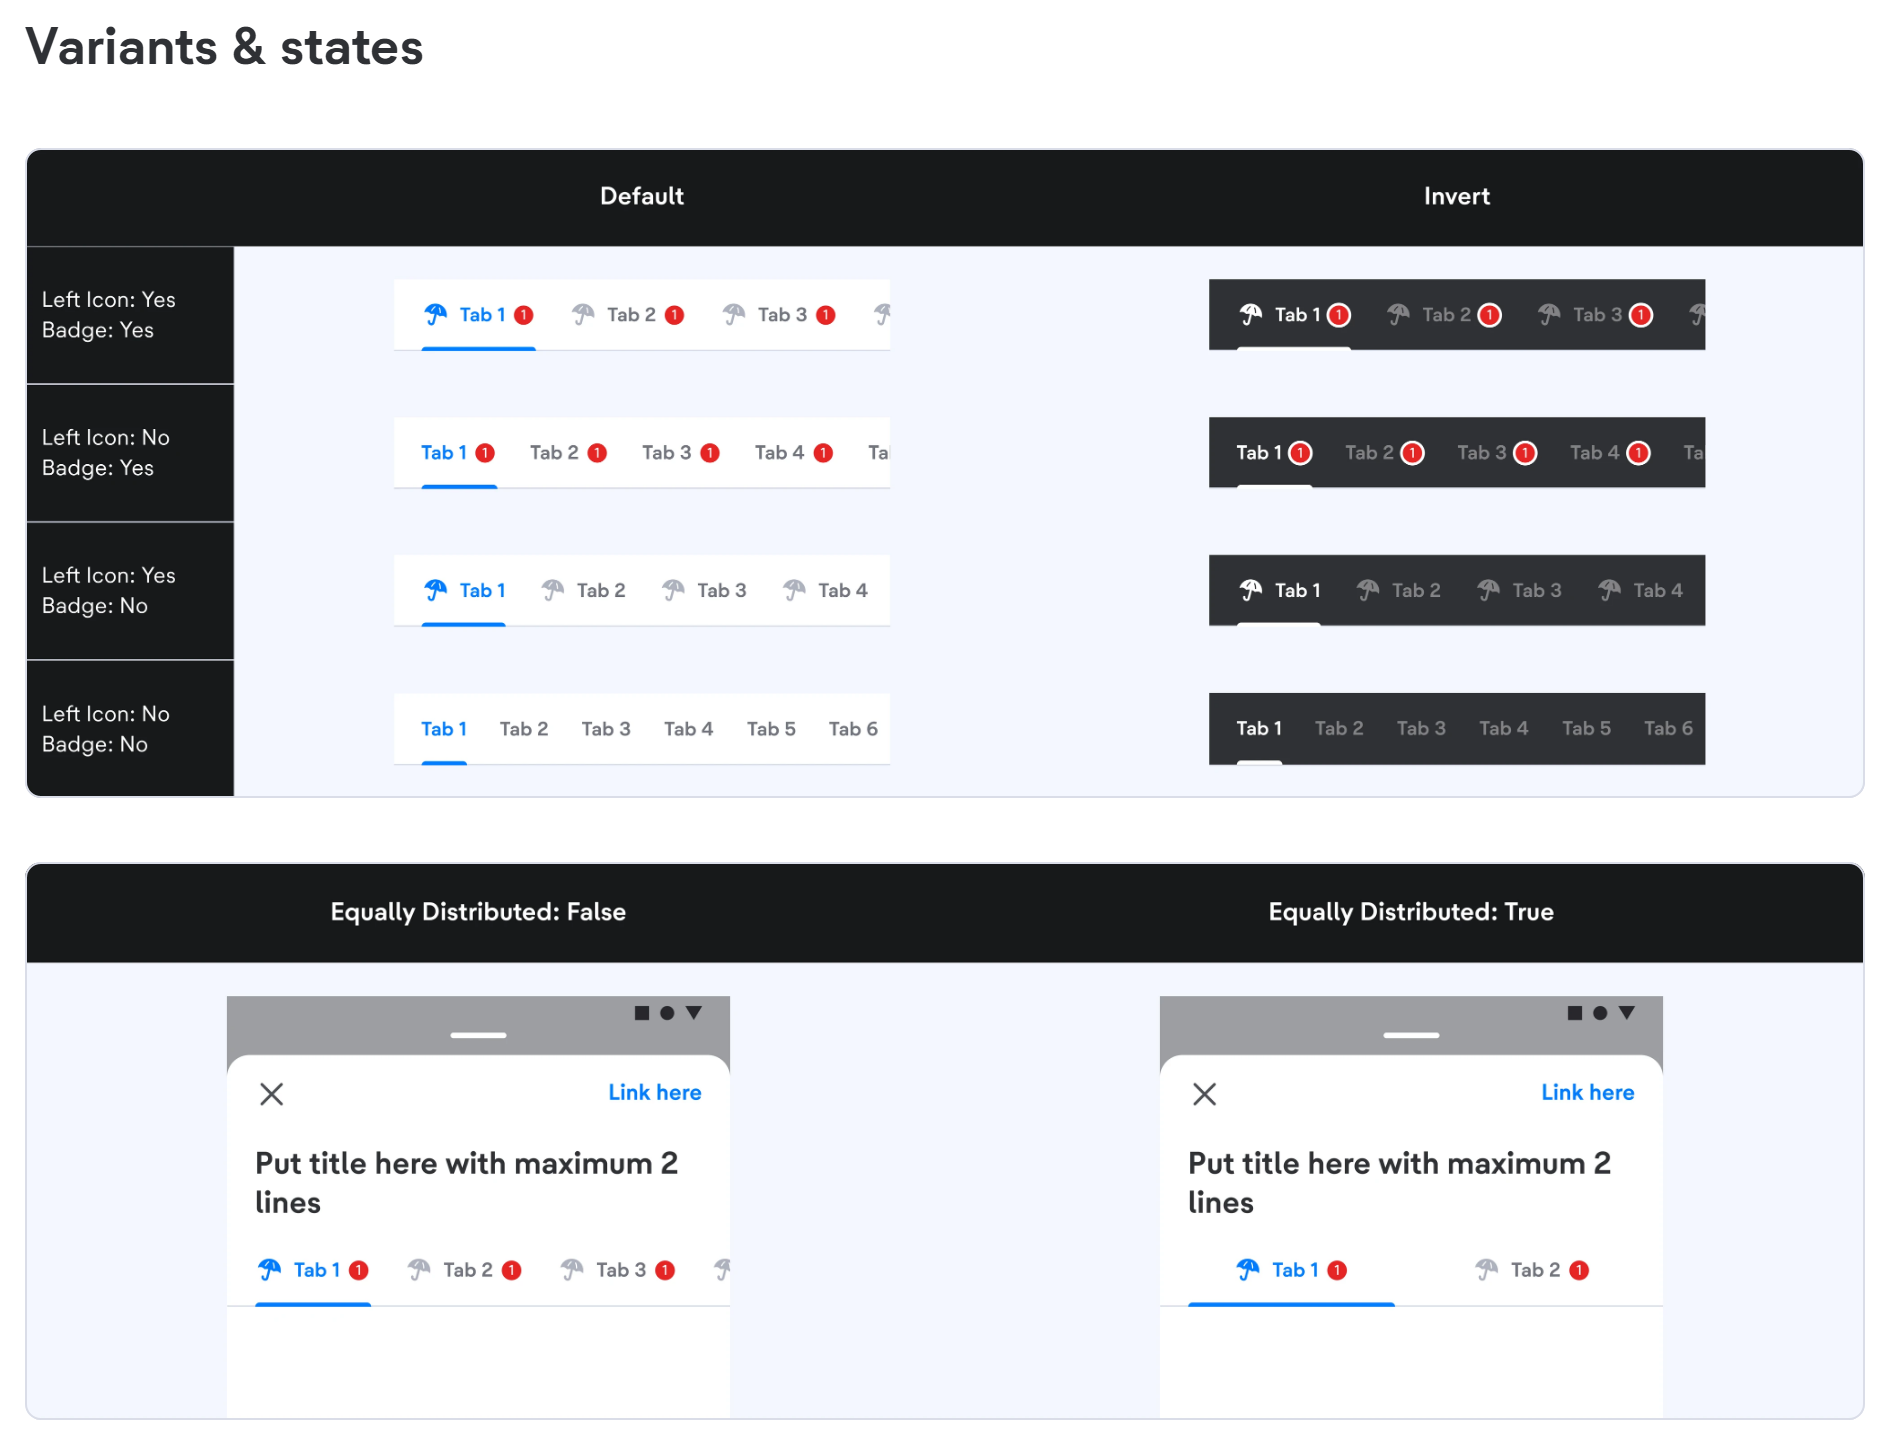 Variants & states
Default
Invert
Left Icon: Yes
Badge: Yes
Tab 1 1 Tab 2 1 Tab 3 1
Tab 1 1 Tab 2 1 Tab 3 1
Left Icon: No
Badge: Yes
Tab 1 1 Tab 2 1 Tab 3 1 Tab 4 1 Ta
Tab 1 1 Tab 2 1 Tab 3 1 Tab 4 1 Ta
Left Icon: Yes
Badge: No
Tab 1 Tab 2 Tab 3 Tab 4
Tab 1 Tab 2 Tab 3 Tab 4
Left Icon: No
Badge: No
Tab 1 Tab 2 Tab 3 Tab 4 Tab 5 Tab 6
Tab 1 Tab 2 Tab 3 Tab 4 Tab 5 Tab 6
Equally Distributed: False
Equally Distributed: True
Link here
Put title here with maximum 2
lines
Tab 1 1 Tab 2 1 Tab 3 1
Link here
Put title here with maximum 2
lines
Tab 1 1 Tab 2 1